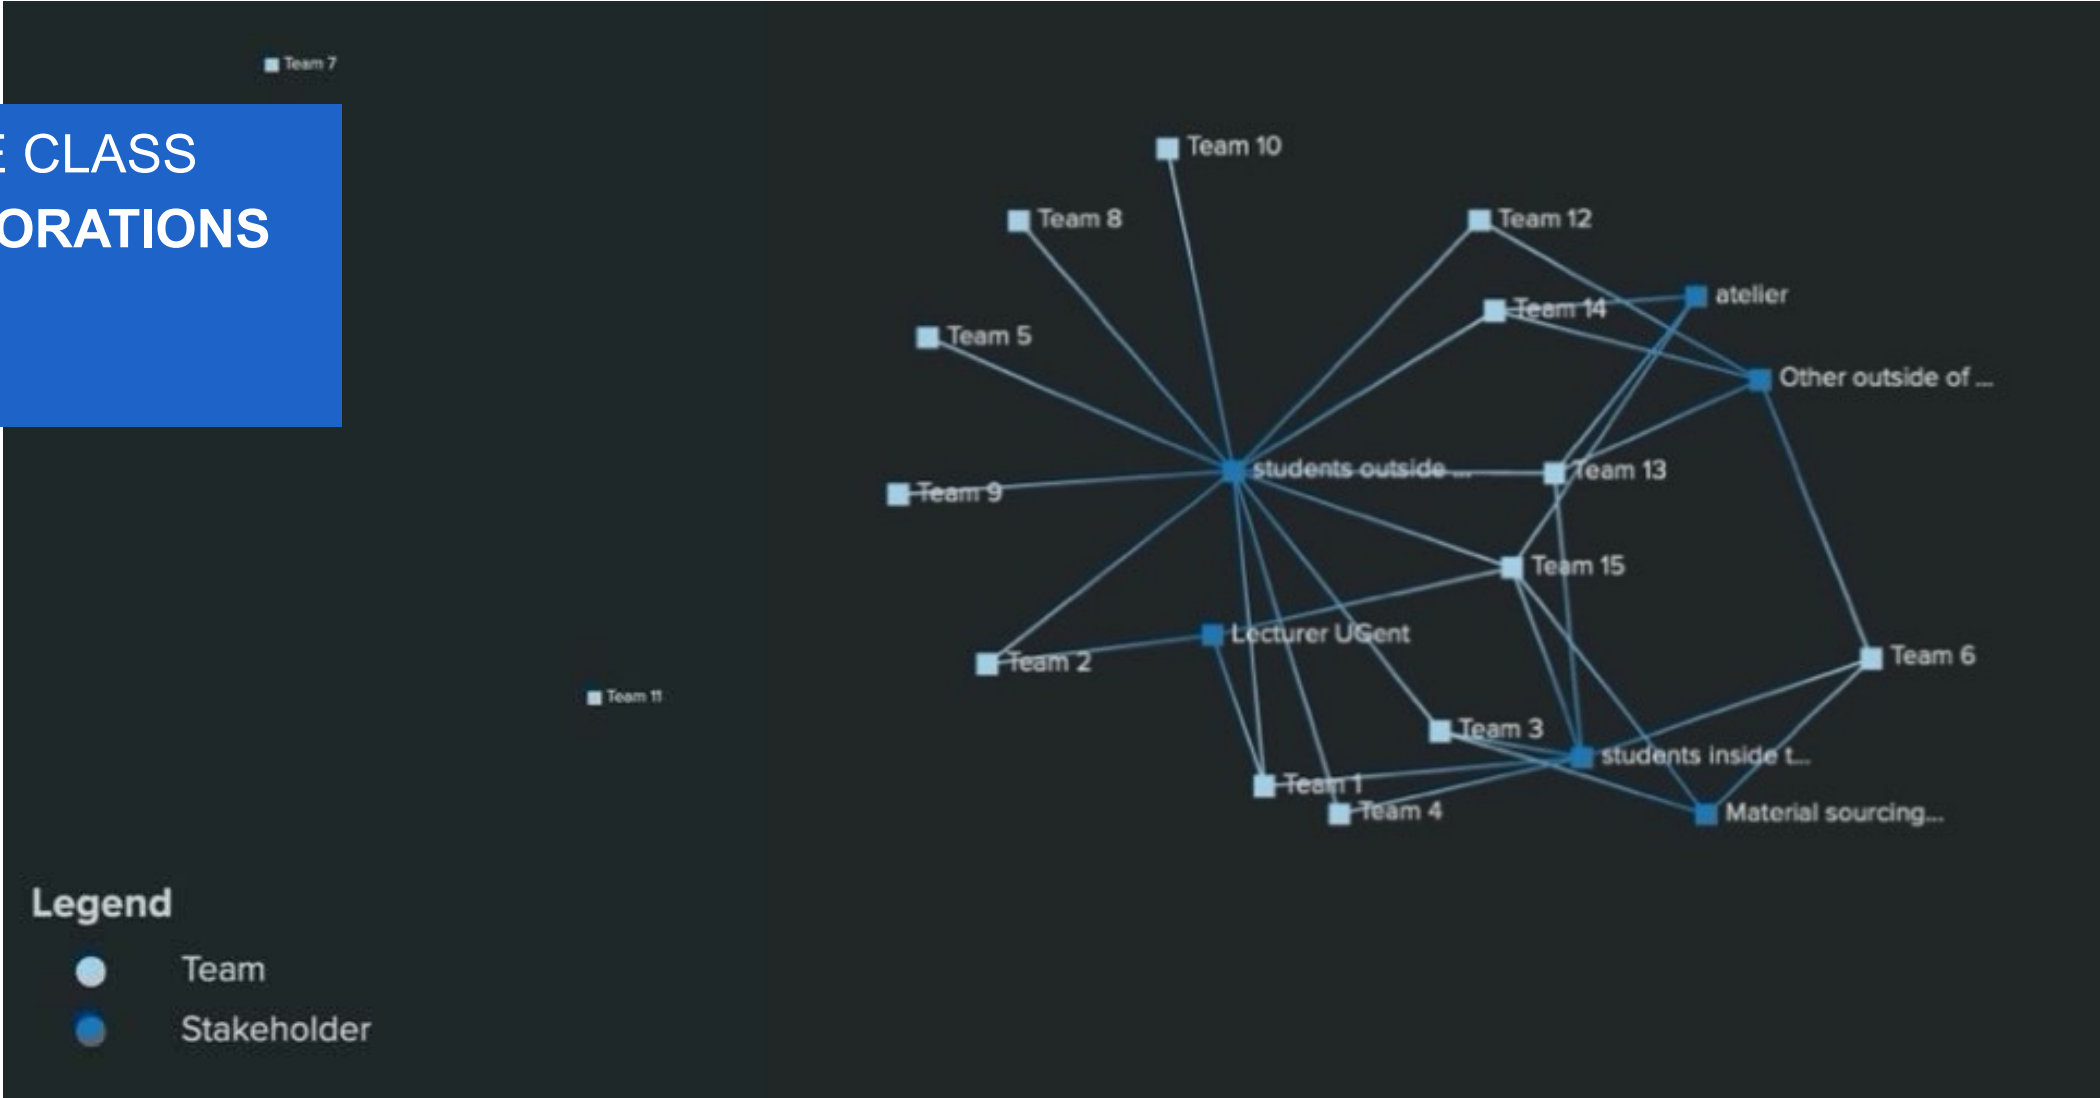 Team 7
E CLASS
ORATIONS
Team 10
Team 8
Team 12
atelier
Team 14
Team 5
Other outside of ...
students outside ...
Team 13
Team 9
Team 15
Lecturer UGent
Team 6
Team 2
Team 11
Team 3
students inside t...
Team 1
Team 4
Material sourcing...
Legend
Team
Stakeholder